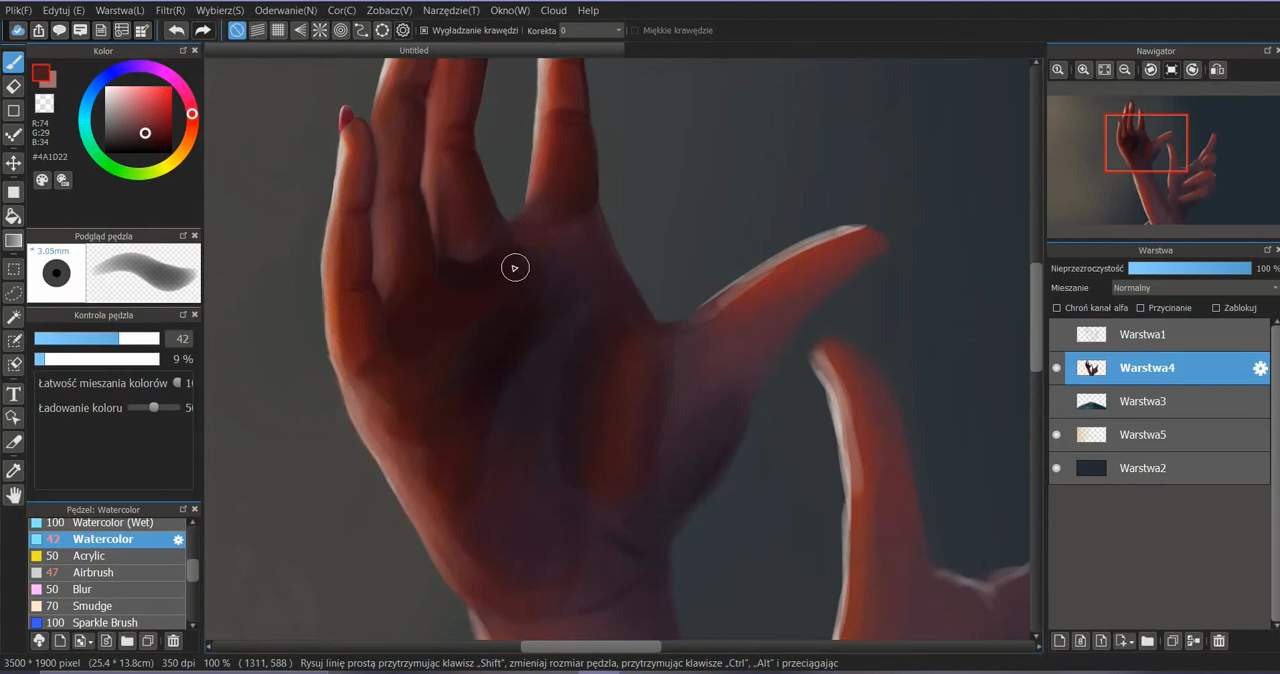 Plik(F) Edytuj (E) Warstwa(L) Filtr(R) Wybierz(S) Oderwanie(N) Cor(C) Zobacz(V) Narzędzie(T) Okno(W) Cloud Help
Wygładzanie krawędzi Korekta 0 Miękkie krawędzie
Kolor
Untitled
Nawigator
R:74
G:29
B:34
#4A1D22
Podgląd pędzla
* 3.05mm
Kontrola pędzla
42
9 %
Łatwość mieszania kolorów
Ładowanie koluru
Pędzel: Watercolor
100 Watercolor (Wet)
42 Watercolor
50 Acrylic
47 Airbrush
50 Blur
70 Smudge
100 Sparkle Brush
Warstwa
Nieprzezroczystość 100 %
Mieszanie Normalny
Chroń kanał alfa Przycinanie Zablokuj
Warstwa1
Warstwa4
Warstwa3
Warstwa5
Warstwa2
3500 * 1900 pixel (25.4 * 13.8cm) 350 dpi 100 % ( 1311, 588 ) Rysuj linię prostą przytrzymując klawisz „Shift”, zmieniaj rozmiar pędzla, przytrzymując klawisze „Ctrl”, „Alt” i przeciągając